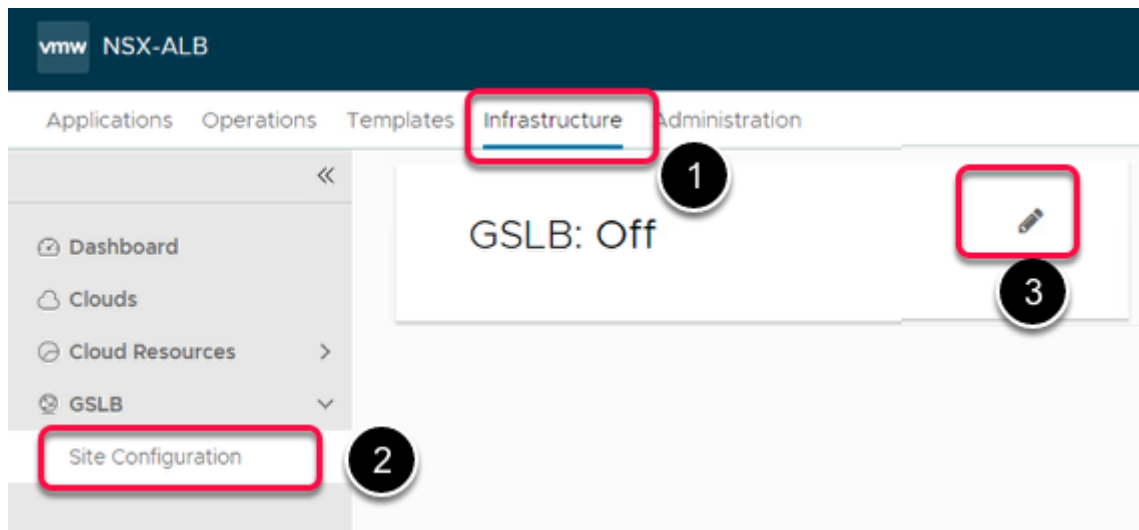 vmw NSX-ALB
Applications Operations Templates Infrastructure Administration
1
GSLB: Off
3
Dashboard
Clouds
Cloud Resources
GSLB
Site Configuration
2